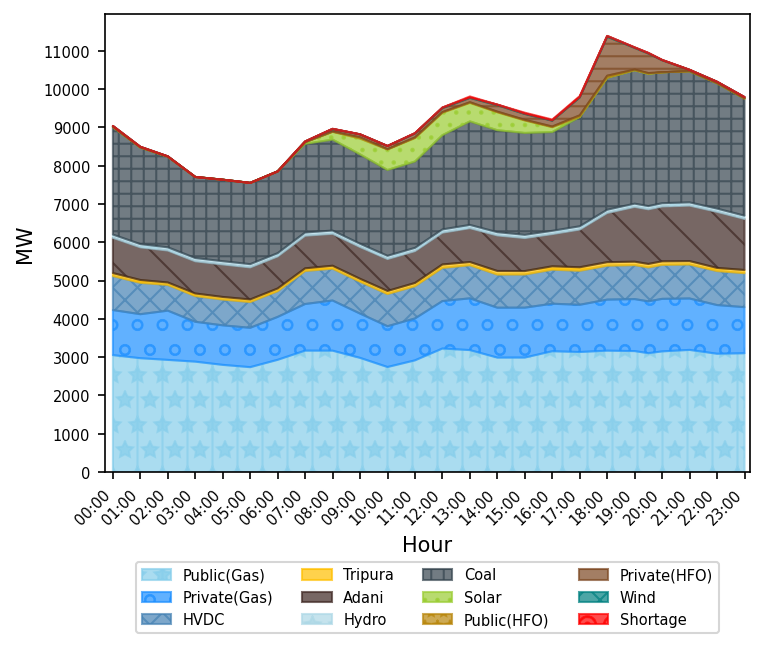 11000
10000
9000
8000
7000
6000
5000
4000
3000
2000
1000
0
MW
00:00 01:00 02:00 03:00 04:00 05:00 06:00 07:00 08:00 09:00 10:00 11:00 12:00 13:00 14:00 15:00 16:00 17:00 18:00 19:00 20:00 21:00 22:00 23:00
Hour
Public(Gas) Tripura Coal Private(HFO)
Private(Gas) Adani Solar Wind
HVDC Hydro Public(HFO) Shortage